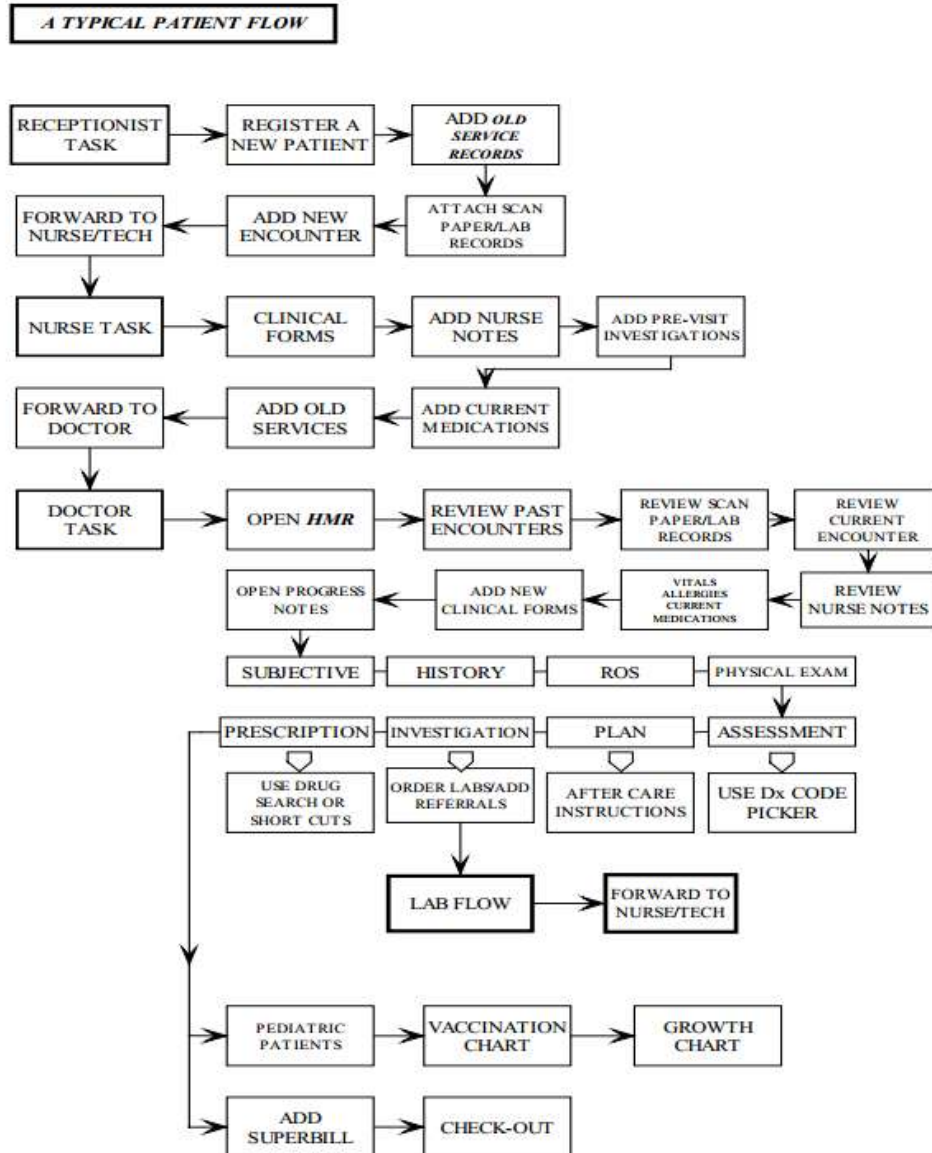 A TYPICAL PATIENT FLOW
RECEPTIONIST
TASK
REGISTER A
NEW PATIENT
ADD OLD
SERVICE
RECORDS
FORWARD TO
NURSE/TECH
ADD NEW
ENCOUNTER
ATTACH SCAN
PAPER/LAB
RECORDS
NURSE TASK
CLINICAL
FORMS
ADD NURSE
NOTES
ADD PRE-VISIT
INVESTIGATIONS
FORWARD TO
DOCTOR
ADD OLD
SERVICES
ADD CURRENT
MEDICATIONS
DOCTOR
TASK
OPEN HMR
REVIEW PAST
ENCOUNTERS
REVIEW SCAN
PAPER/LAB
RECORDS
REVIEW
CURRENT
ENCOUNTER
OPEN PROGRESS
NOTES
ADD NEW
CLINICAL FORMS
VITALS
ALLERGIES
CURRENT
MEDICATIONS
REVIEW
NURSE NOTES
SUBJECTIVE
HISTORY
ROS
PHYSICAL EXAM
PRESCRIPTION
INVESTIGATION
PLAN
ASSESSMENT
USE DRUG
SEARCH OR
SHORT CUTS
ORDER LABS/ADD
REFERRALS
AFTER CARE
INSTRUCTIONS
USE Dx CODE
PICKER
LAB FLOW
FORWARD TO
NURSE/TECH
PEDIATRIC
PATIENTS
VACCINATION
CHART
GROWTH
CHART
ADD
SUPERBILL
CHECK-OUT